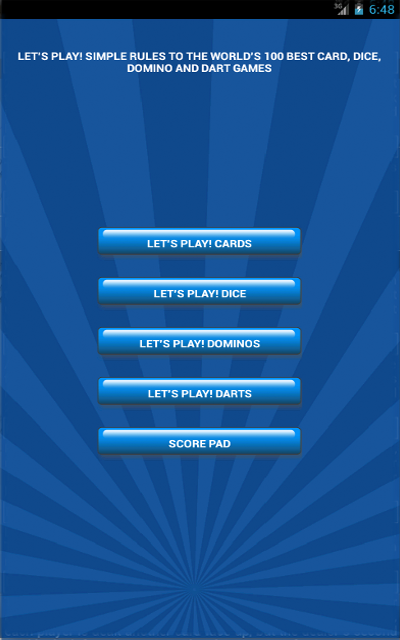 3G
6:48
LET'S PLAY! SIMPLE RULES TO THE WORLD'S 100 BEST CARD, DICE,
DOMINO AND DART GAMES
LET'S PLAY! CARDS
LET'S PLAY! DICE
LET'S PLAY! DOMINOS
LET'S PLAY! DARTS
SCORE PAD